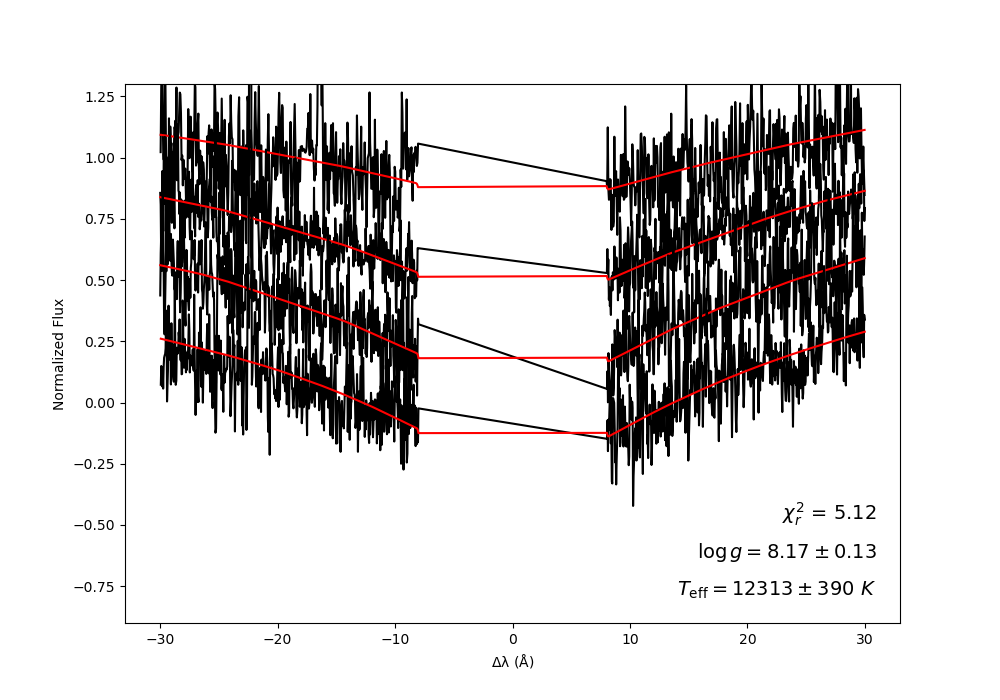 1.25
1.00
0.75
0.50
0.25
0.00
−0.25
−0.50
−0.75
Normalized Flux
χ²ᵣ = 5.12
log g = 8.17 ± 0.13
T_eff = 12313 ± 390 K
−30 −20 −10 0 10 20 30
Δλ (Å)